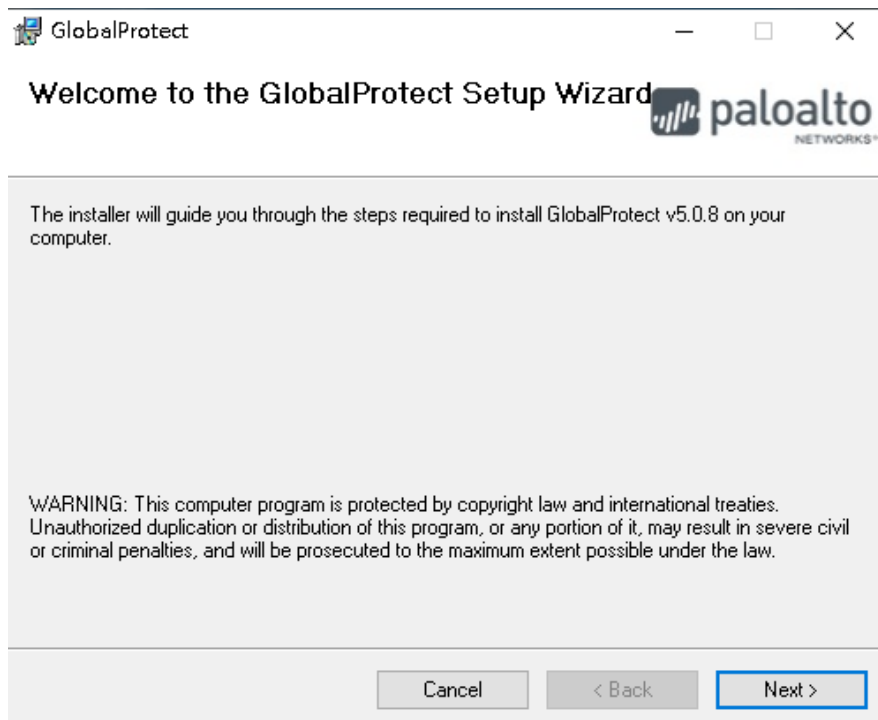 GlobalProtect
Welcome to the GlobalProtect Setup Wizard
paloalto
NETWORKS®
The installer will guide you through the steps required to install GlobalProtect v5.0.8 on your
computer.
WARNING: This computer program is protected by copyright law and international treaties.
Unauthorized duplication or distribution of this program, or any portion of it, may result in severe civil
or criminal penalties, and will be prosecuted to the maximum extent possible under the law.
Cancel < Back Next >